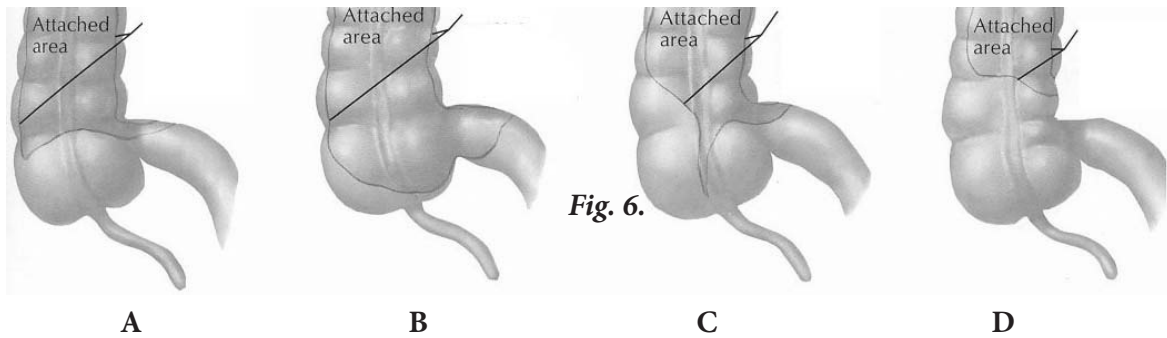 Attached
area
Attached
area
Attached
area
Attached
area
Fig. 6.
A
B
C
D